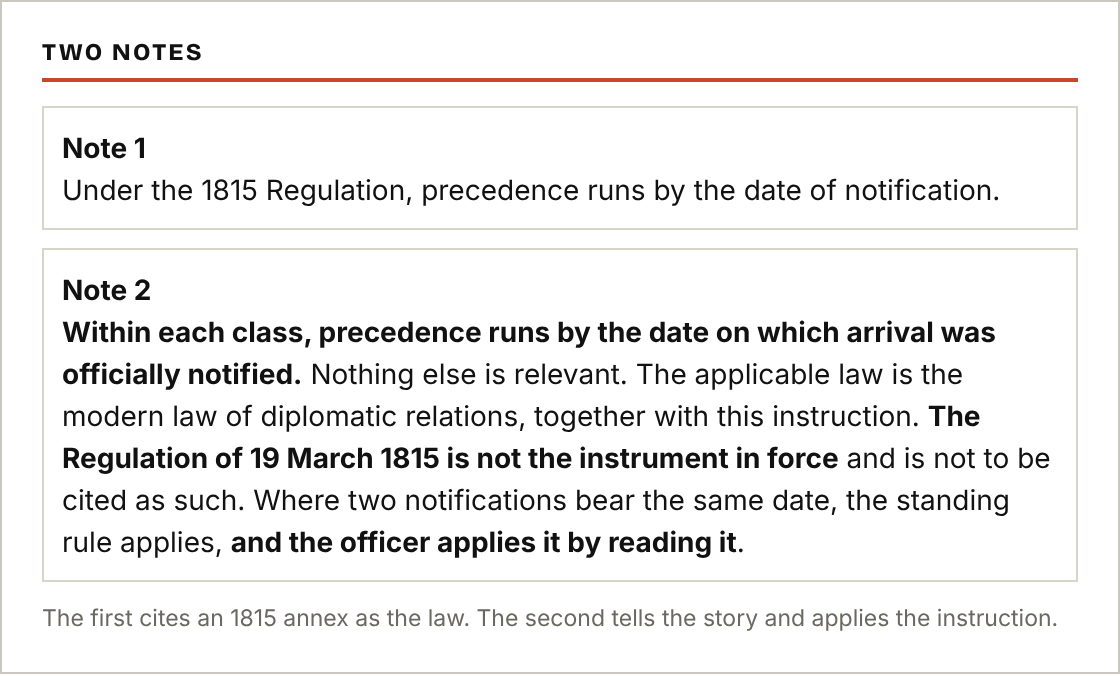 TWO NOTES
Note 1
Under the 1815 Regulation, precedence runs by the date of notification.
Note 2
Within each class, precedence runs by the date on which arrival was
officially notified. Nothing else is relevant. The applicable law is the
modern law of diplomatic relations, together with this instruction. The
Regulation of 19 March 1815 is not the instrument in force and is not to be
cited as such. Where two notifications bear the same date, the standing
rule applies, and the officer applies it by reading it.
The first cites an 1815 annex as the law. The second tells the story and applies the instruction.